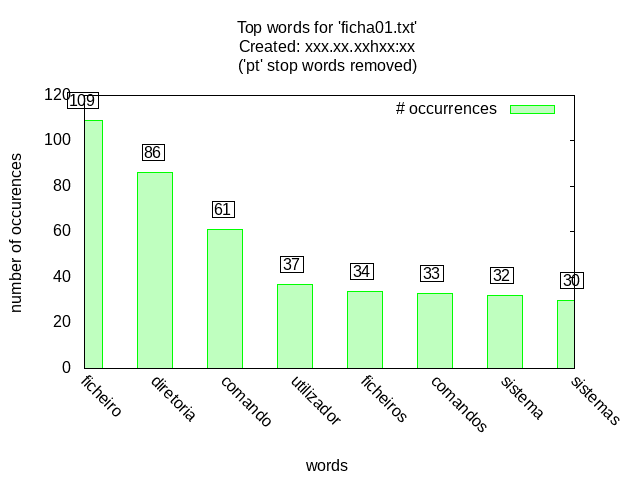 Top words for 'ficha01.txt'
Created: xxx.xx.xxhxx:xx
('pt' stop words removed)
# occurrences
number of occurences
120
100
80
60
40
20
0
109
86
61
37
34
33
32
30
ficheiro
diretoria
comando
utilizador
ficheiros
comandos
sistema
sistemas
words